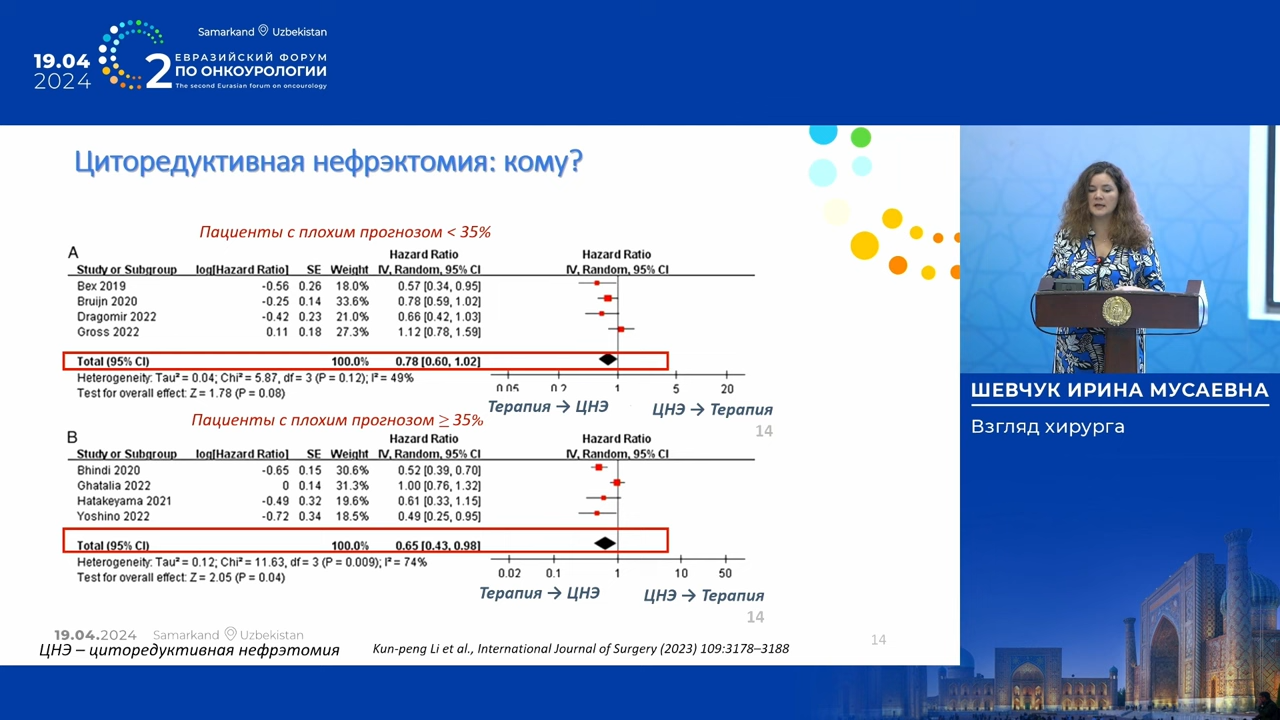 Samarkand Uzbekistan
19.04
2024
2
ЕВРАЗИЙСКИЙ ФОРУМ
ПО ОНКОУРОЛОГИИ
The second Eurasian forum on oncourology
Циторедуктивная нефрэктомия: кому?
Пациенты с плохим прогнозом < 35%
A
Hazard Ratio Hazard Ratio
Study or Subgroup log[Hazard Ratio] SE Weight IV, Random, 95% CI IV, Random, 95% CI
Bex 2019 -0.56 0.26 18.0% 0.57 [0.34, 0.95]
Bruijn 2020 -0.25 0.14 33.6% 0.78 [0.59, 1.02]
Dragomir 2022 -0.42 0.23 21.0% 0.66 [0.42, 1.03]
Gross 2022 0.11 0.18 27.3% 1.12 [0.78, 1.59]
Total (95% CI) 100.0% 0.78 [0.60, 1.02]
Heterogeneity: Tau² = 0.04; Chi² = 5.87, df = 3 (P = 0.12); I² = 49%
Test for overall effect: Z = 1.78 (P = 0.08)
0.05 0.2 1 5 20
Терапия → ЦНЭ ЦНЭ → Терапия
14
Пациенты с плохим прогнозом ≥ 35%
B
Hazard Ratio Hazard Ratio
Study or Subgroup log[Hazard Ratio] SE Weight IV, Random, 95% CI IV, Random, 95% CI
Bhindi 2020 -0.65 0.15 30.6% 0.52 [0.39, 0.70]
Ghatalia 2022 0 0.14 31.3% 1.00 [0.76, 1.32]
Hatakeyama 2021 -0.49 0.32 19.6% 0.61 [0.33, 1.15]
Yoshino 2022 -0.72 0.34 18.5% 0.49 [0.25, 0.95]
Total (95% CI) 100.0% 0.65 [0.43, 0.98]
Heterogeneity: Tau² = 0.12; Chi² = 11.63, df = 3 (P = 0.009); I² = 74%
Test for overall effect: Z = 2.05 (P = 0.04)
0.02 0.1 1 10 50
Терапия → ЦНЭ ЦНЭ → Терапия
14
19.04.2024 Samarkand Uzbekistan
14
ЦНЭ – циторедуктивная нефрэтомия
Kun-peng Li et al., International Journal of Surgery (2023) 109:3178–3188
ШЕВЧУК ИРИНА МУСАЕВНА
Взгляд хирурга